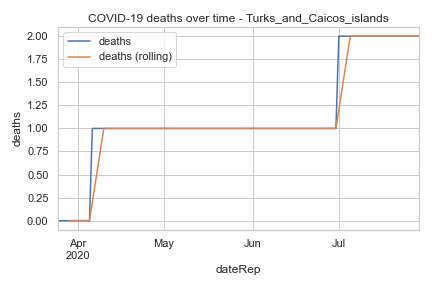 COVID-19 deaths over time - Turks_and_Caicos_islands
deaths
deaths (rolling)
2.00
1.75
1.50
1.25
1.00
0.75
0.50
0.25
0.00
deaths
Apr
2020
May
Jun
Jul
dateRep